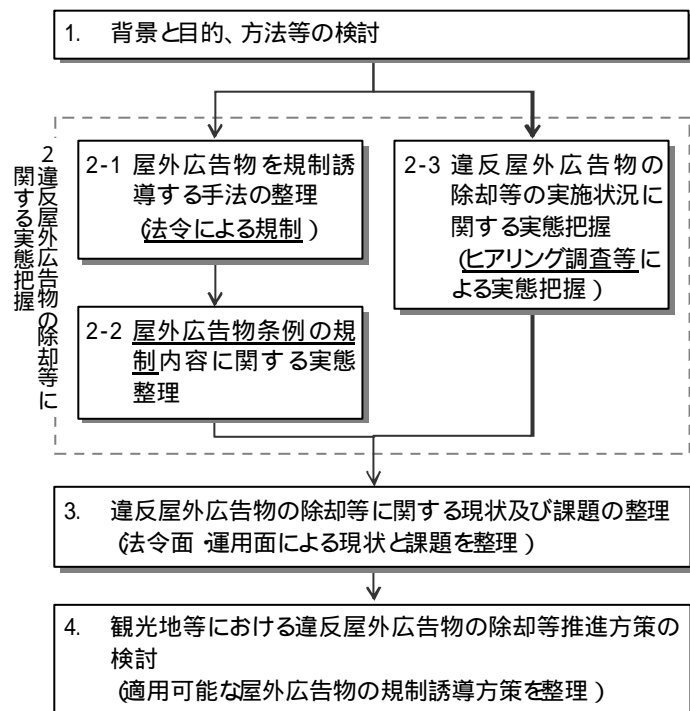 1. 背景と目的、方法等の検討
2 違反屋外広告物の除却等に
関する実態把握
2-1 屋外広告物を規制誘
導する手法の整理
(法令による規制)
2-2 屋外広告物条例の規
制内容に関する実態
整理
2-3 違反屋外広告物の
除却等の実施状況に
関する実態把握
(ヒアリング調査等に
よる実態把握)
3. 違反屋外広告物の除却等に関する現状及び課題の整理
(法令面・運用面による現状と課題を整理)
4. 観光地等における違反屋外広告物の除却等推進方策の
検討
(適用可能な屋外広告物の規制誘導方策を整理)